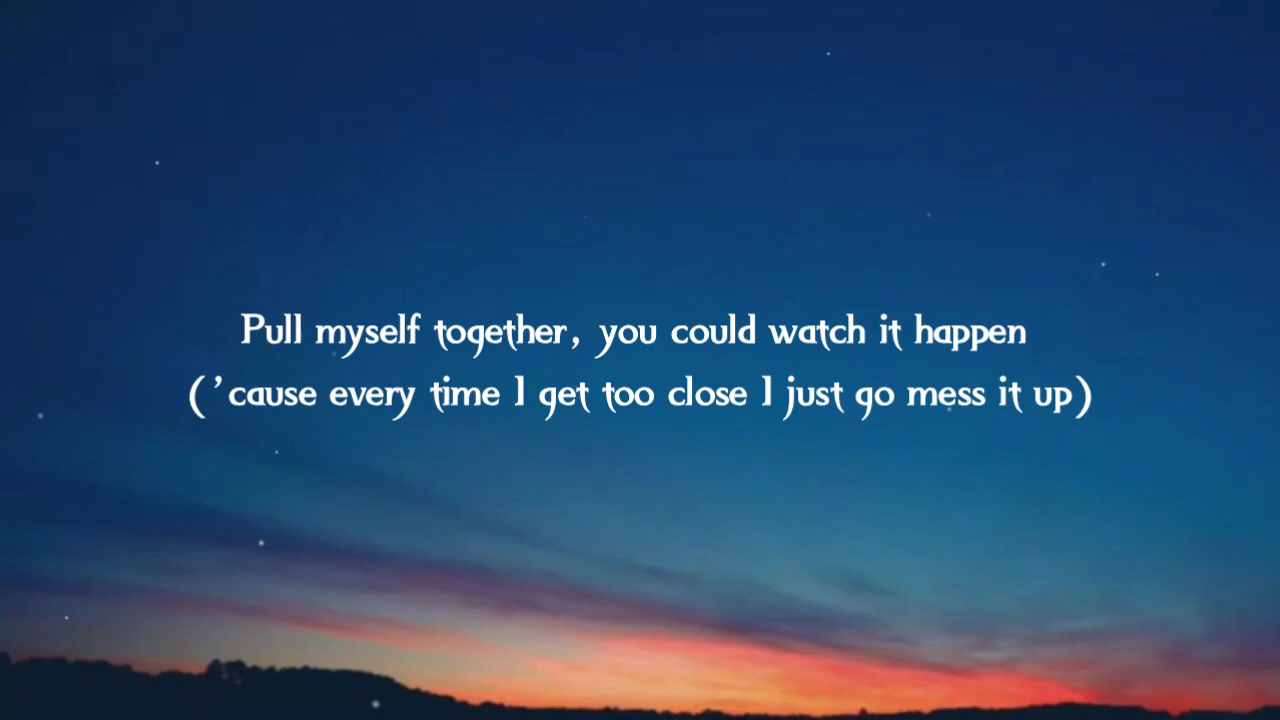 Pull myself together, you could watch it happen
('cause every time I get too close I just go mess it up)